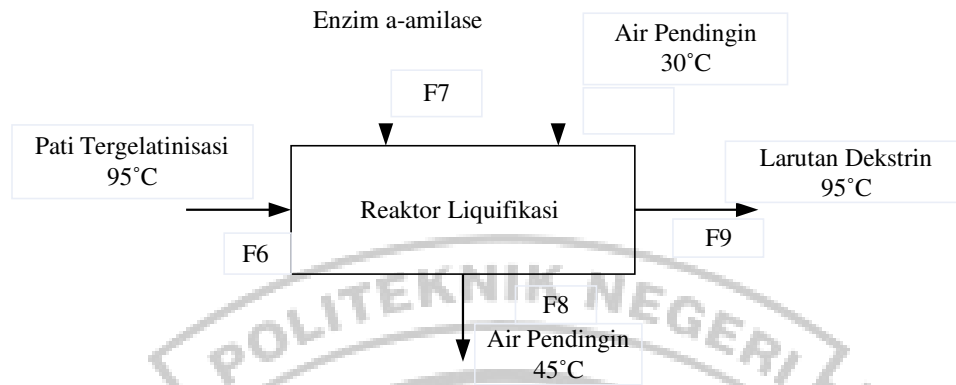 Enzim a-amilase
Air Pendingin
30˚C
F7
Pati Tergelatinisasi
95˚C
Larutan Dekstrin
95˚C
Reaktor Liquifikasi
F6
F9
F8
Air Pendingin
45˚C
POLITEKNIK NEGERI